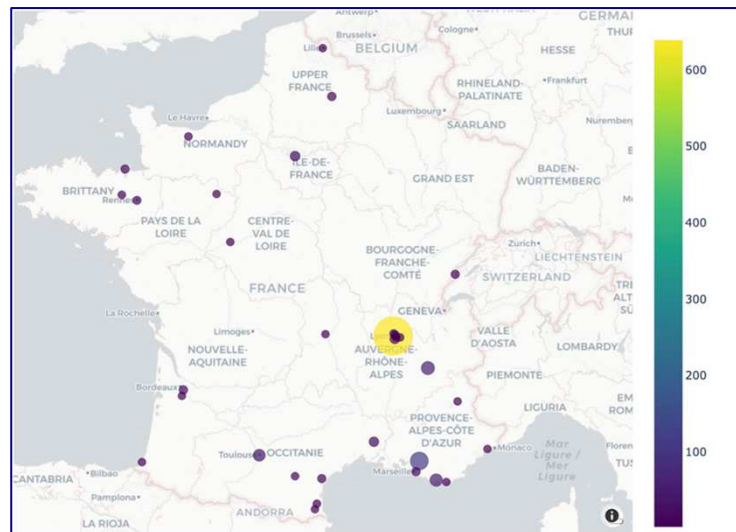 Antwerp
GERMA
Brussels
Cologne
THUR
Lille
BELGIUM
HESSE
UPPER
FRANCE
RHINELAND-
PALATINATE
Frankfurt
Le Havre
Luxembourg
SAARLAND
Nuremberg
NORMANDY
ILE-DE-
FRANCE
GRAND EST
BADEN-
WÜRTTEMBERG
BRITTANY
Rennes
PAYS DE LA
LOIRE
CENTRE-
VAL DE
LOIRE
BOURGOGNE-
FRANCHE-
COMTÉ
Zurich
LIECHTENSTEIN
SWITZERLAND
FRANCE
GENEVA
La Rochelle
Limoges
AUVERGNE-
RHÔNE-
ALPES
VALLE
D'AOSTA
LOMBARDY
NOUVELLE-
AQUITAINE
PIEMONTE
Bordeaux
LIGURIA
PROVENCE-
ALPES-CÔTE
D'AZUR
Toulouse
OCCITANIE
Monaco
Mar
Ligure /
Mer
Ligure
Marseille
Bilbao
CANTABRIA
Pamplona
LA RIOJA
ANDORRA
600
500
400
300
200
100